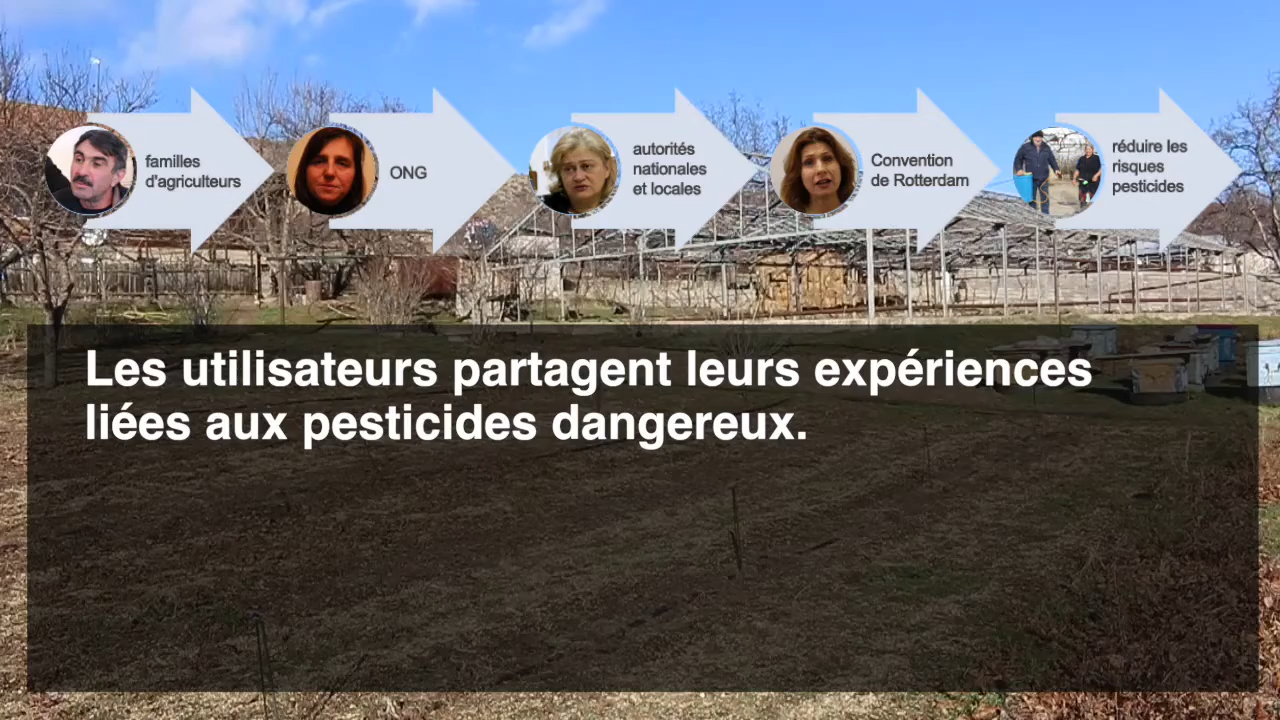 familles
d'agriculteurs
ONG
autorités
nationales
et locales
Convention
de Rotterdam
réduire les
risques
pesticides
Les utilisateurs partagent leurs expériences
liées aux pesticides dangereux.